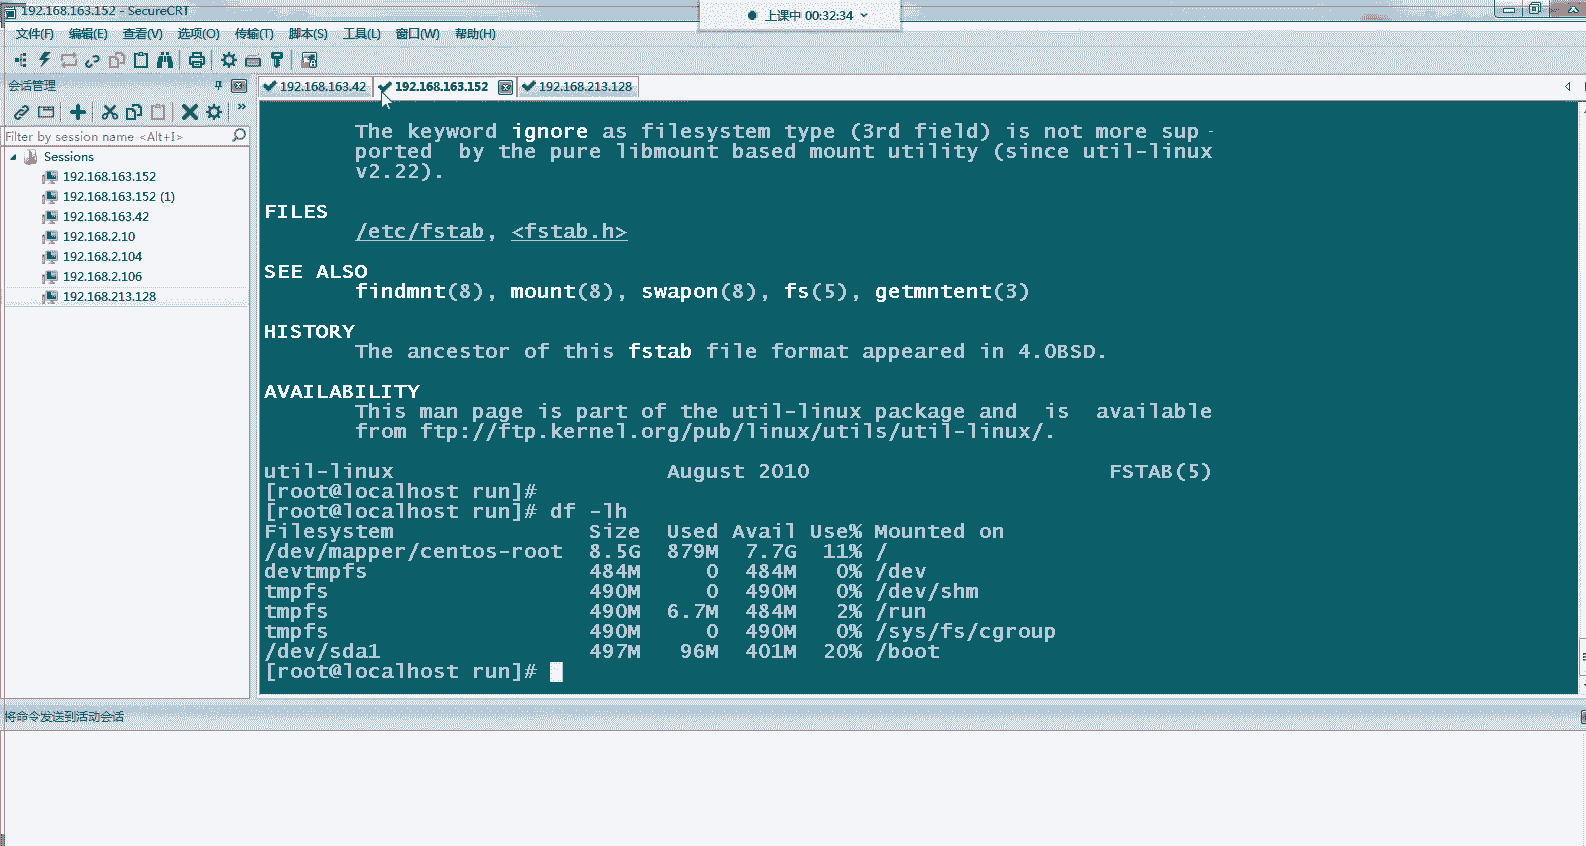 192.168.163.152 - SecureCRT
上课中 00:32:34
文件(F) 编辑(E) 查看(V) 选项(O) 传输(T) 脚本(S) 工具(L) 窗口(W) 帮助(H)
会话管理
192.168.163.42 192.168.163.152 192.168.213.128
Filter by session name <Alt+I>
Sessions
192.168.163.152
192.168.163.152 (1)
192.168.163.42
192.168.2.10
192.168.2.104
192.168.2.106
192.168.213.128
The keyword ignore as filesystem type (3rd field) is not more sup-
ported by the pure libmount based mount utility (since util-linux
v2.22).
FILES
/etc/fstab, <fstab.h>
SEE ALSO
findmnt(8), mount(8), swapon(8), fs(5), getmntent(3)
HISTORY
The ancestor of this fstab file format appeared in 4.0BSD.
AVAILABILITY
This man page is part of the util-linux package and is available
from ftp://ftp.kernel.org/pub/linux/utils/util-linux/.
util-linux August 2010 FSTAB(5)
[root@localhost run]#
[root@localhost run]# df -lh
Filesystem Size Used Avail Use% Mounted on
/dev/mapper/centos-root 8.5G 879M 7.7G 11% /
devtmpfs 484M 0 484M 0% /dev
tmpfs 490M 0 490M 0% /dev/shm
tmpfs 490M 6.7M 484M 2% /run
tmpfs 490M 0 490M 0% /sys/fs/cgroup
/dev/sda1 497M 96M 401M 20% /boot
[root@localhost run]#
将命令发送到活动会话